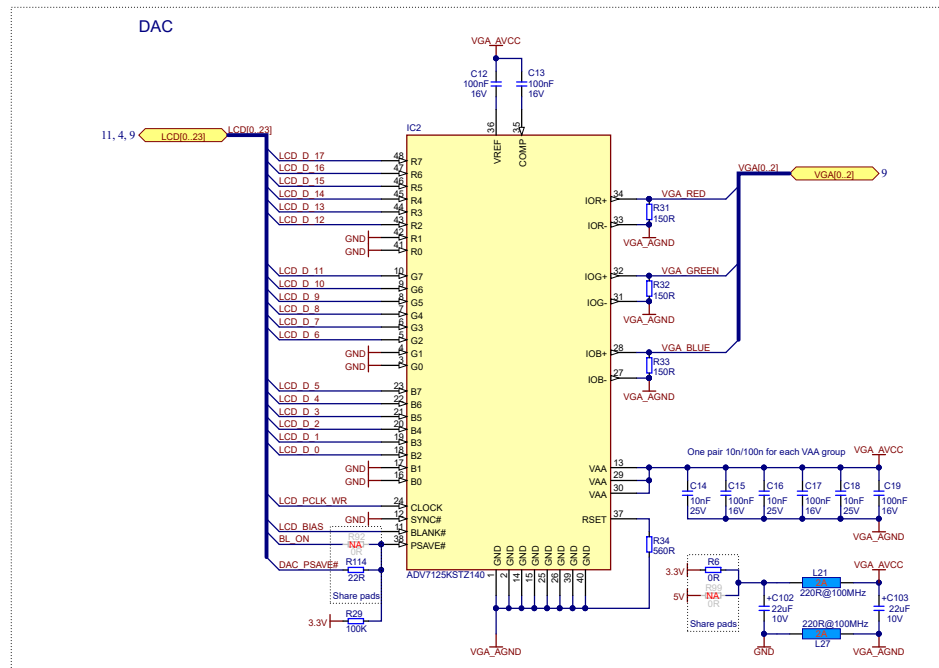 DAC
VGA_AVCC
C12
100nF
16V
C13
100nF
16V
11, 4, 9
LCD[0..23]
LCD[0..23]
IC2
36
35
VREF
COMP
VGA[0..2]
VGA[0..2]
9
LCD_D_17 48 R7
LCD_D_16 47 R6
LCD_D_15 46 R5
LCD_D_14 45 R4
LCD_D_13 44 R3
LCD_D_12 43 R2
GND 42 R1
GND 41 R0
LCD_D_11 10 G7
LCD_D_10 9 G6
LCD_D_9 8 G5
LCD_D_8 7 G4
LCD_D_7 6 G3
LCD_D_6 5 G2
GND 4 G1
GND 3 G0
LCD_D_5 23 B7
LCD_D_4 22 B6
LCD_D_3 21 B5
LCD_D_2 20 B4
LCD_D_1 19 B3
LCD_D_0 18 B2
GND 17 B1
GND 16 B0
LCD_PCLK_WR 24 CLOCK
GND 12 SYNC#
LCD_BIAS 11 BLANK#
BL_ON 38 PSAVE#
R92
NA
0R
DAC_PSAVE#
R114
22R
Share pads
3.3V
R29
100K
ADV7125KSTZ140
IOR+ 34 VGA_RED
R31
150R
IOR- 33
VGA_AGND
IOG+ 32 VGA_GREEN
R32
150R
IOG- 31
VGA_AGND
IOB+ 28 VGA_BLUE
R33
150R
IOB- 27
VGA_AGND
One pair 10n/100n for each VAA group
VGA_AVCC
VAA 13
VAA 29
VAA 30
C14
10nF
25V
C15
100nF
16V
C16
10nF
25V
C17
100nF
16V
C18
10nF
25V
C19
100nF
16V
VGA_AGND
RSET 37
R34
560R
GND GND GND GND GND GND GND GND
1 2 14 15 25 26 39 40
VGA_AGND
3.3V
R6
0R
5V
R99
NA
0R
Share pads
+C102
22uF
10V
GND
L21
220R@100MHz
220R@100MHz
L27
VGA_AVCC
+C103
22uF
10V
VGA_AGND